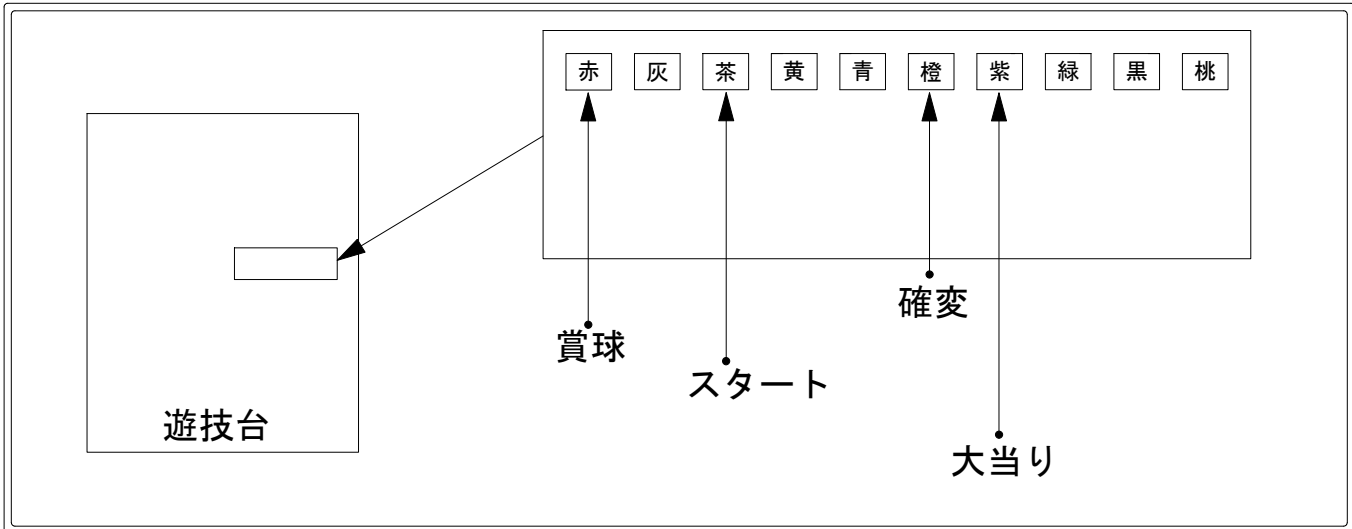 赤 灰 茶 黄 青 橙 紫 緑 黒 桃
確変
賞球
スタート
遊技台
大当り